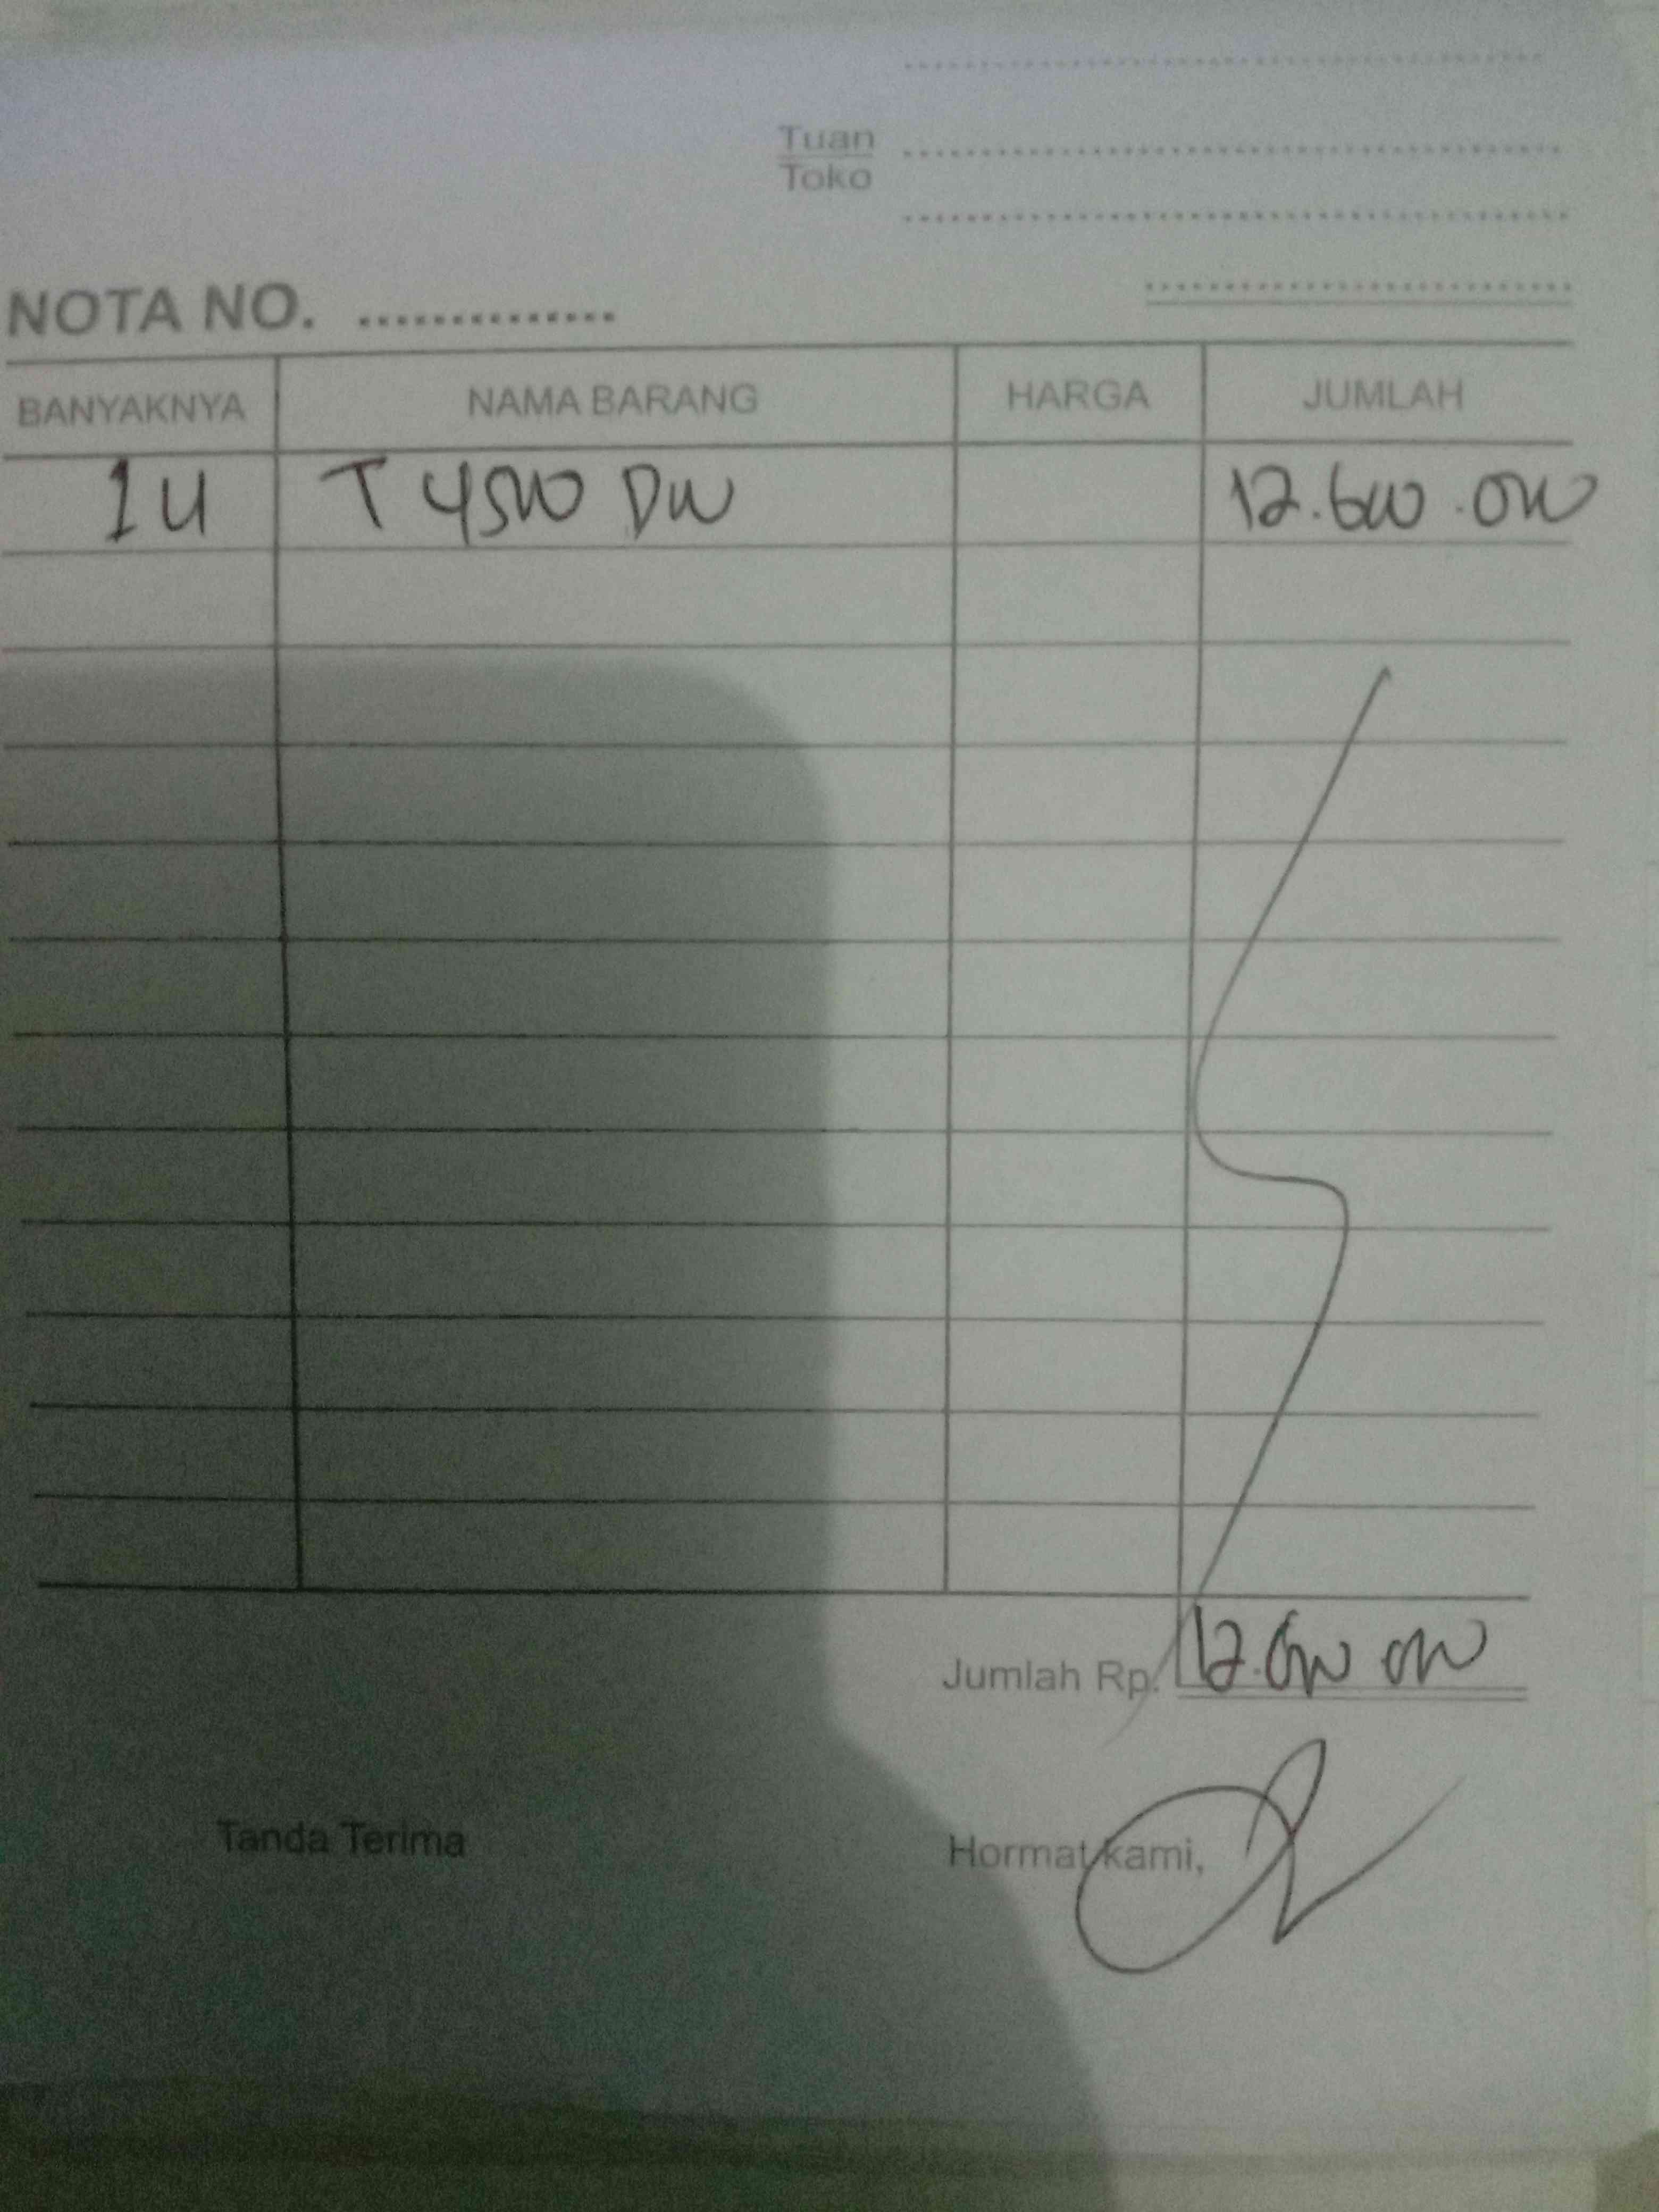 Tuan
Toko
NOTA NO.
BANYAKNYA NAMA BARANG HARGA JUMLAH
1 U T 4500 DW 12.600.000
Jumlah Rp. 12.600.000
Tanda Terima Hormat kami,